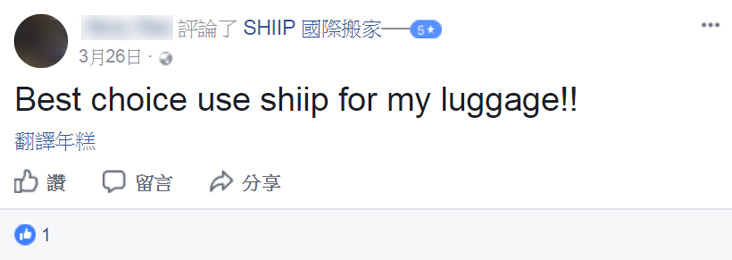 評論了 SHIIP 國際搬家——5★
3月26日 ·
Best choice use shiip for my luggage!!
翻譯年糕
讚 留言 分享
1